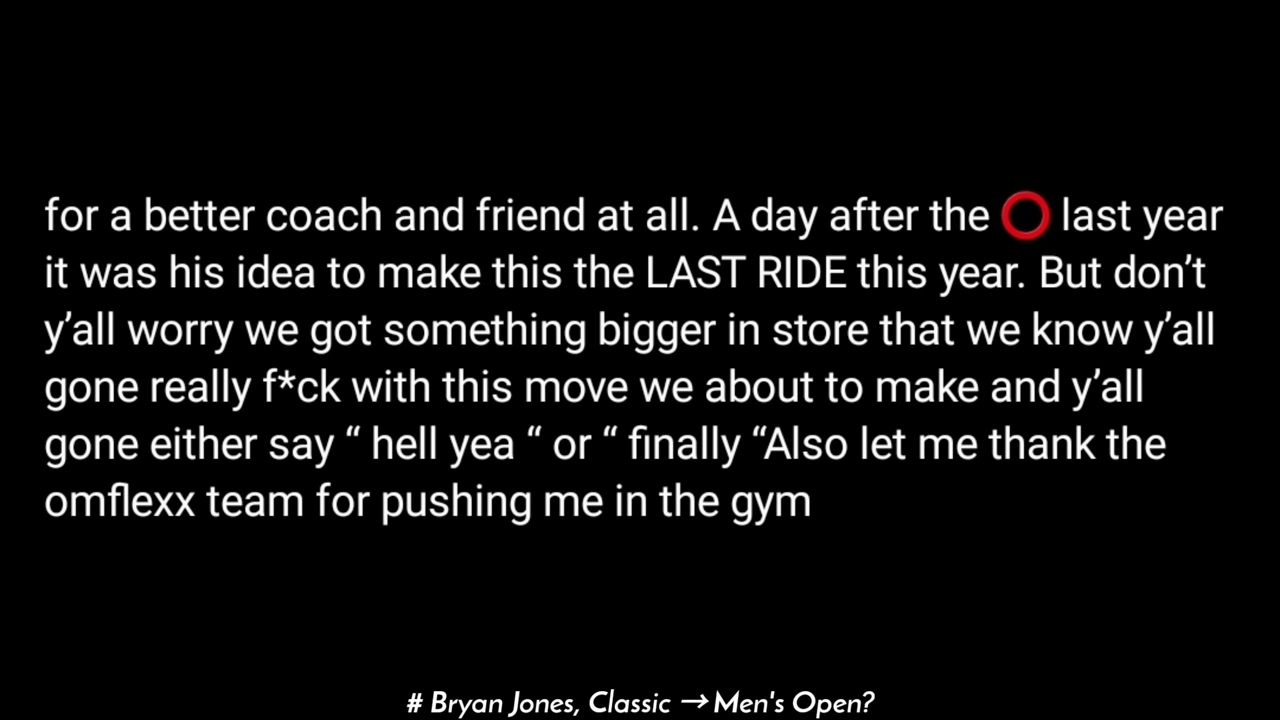 for a better coach and friend at all. A day after the ⭕ last year
it was his idea to make this the LAST RIDE this year. But don’t
y’all worry we got something bigger in store that we know y’all
gone really f*ck with this move we about to make and y’all
gone either say “ hell yea “ or “ finally “Also let me thank the
omflexx team for pushing me in the gym
# Bryan Jones, Classic → Men's Open?